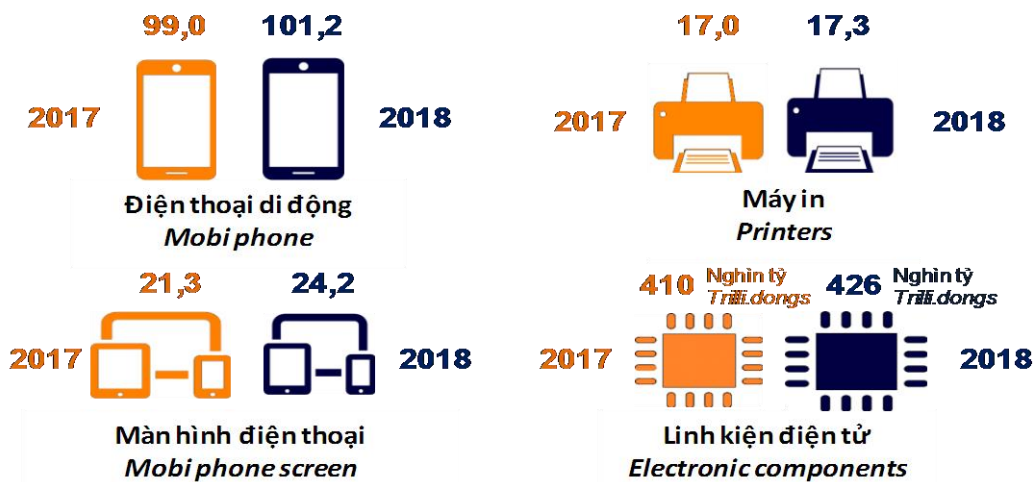 99,0 101,2
2017 2018
Điện thoại di động
Mobi phone
17,0 17,3
2017 2018
Máy in
Printers
21,3 24,2
2017 2018
Màn hình điện thoại
Mobi phone screen
410 Nghìn tỷ 426 Nghìn tỷ
Trilli.dongs Trilli.dongs
2017 2018
Linh kiện điện tử
Electronic components